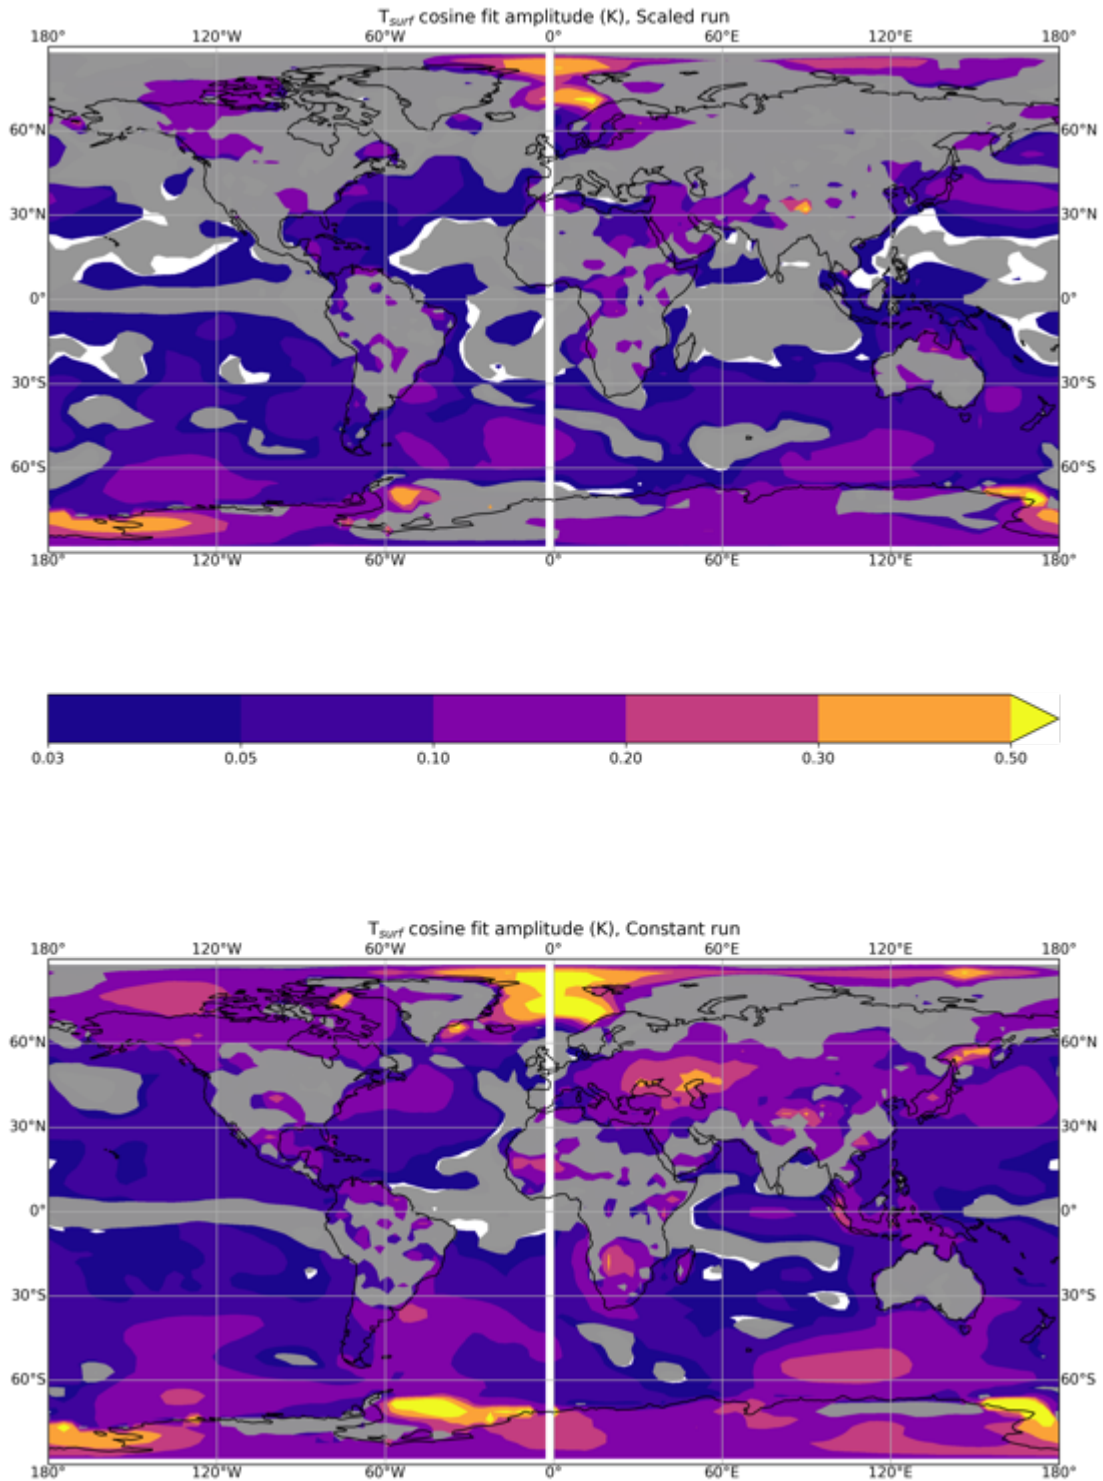 T_surf cosine fit amplitude (K), Scaled run
180° 120°W 60°W 0° 60°E 120°E 180°
60°N 60°N
30°N 30°N
0° 0°
30°S 30°S
60°S 60°S
180° 120°W 60°W 0° 60°E 120°E 180°
0.03 0.05 0.10 0.20 0.30 0.50
T_surf cosine fit amplitude (K), Constant run
180° 120°W 60°W 0° 60°E 120°E 180°
60°N 60°N
30°N 30°N
0° 0°
30°S 30°S
60°S 60°S
180° 120°W 60°W 0° 60°E 120°E 180°